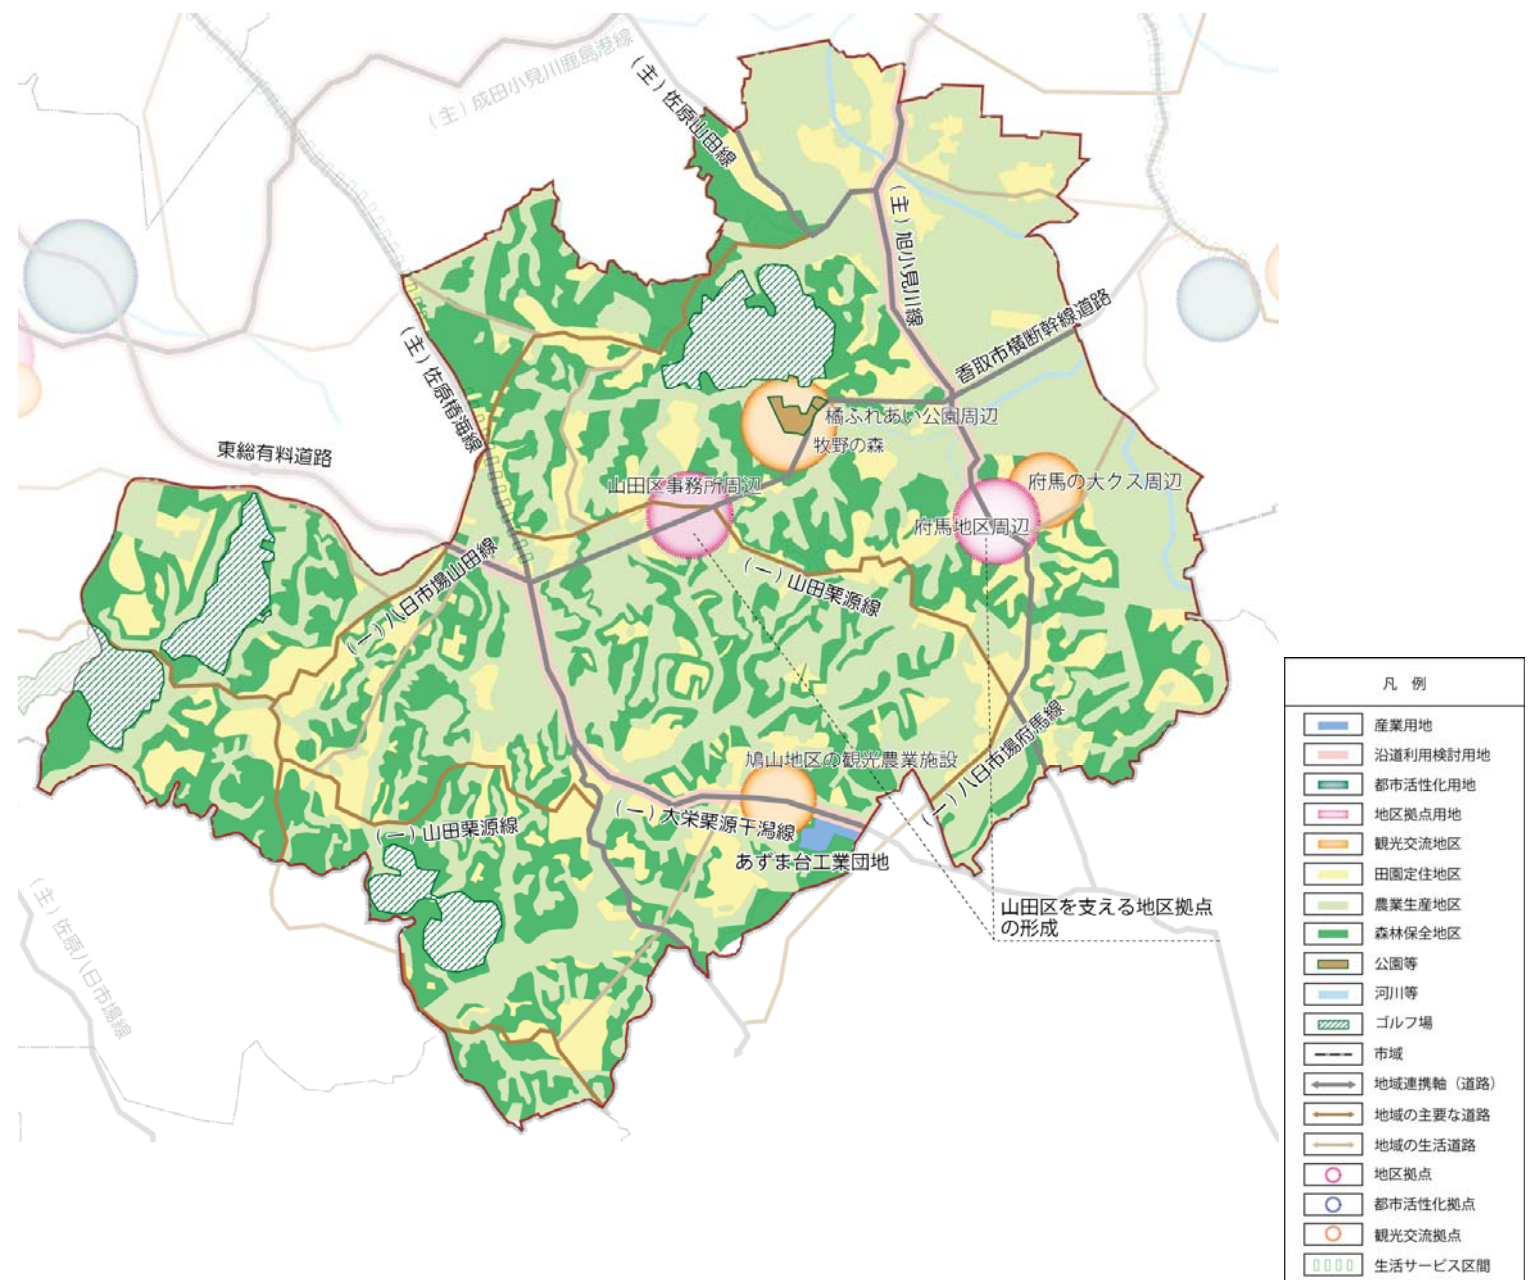 (主)成田小見川鹿島港線
(主)佐原山田線
(主)旭小見川線
香取市横断幹線道路
(主)佐原椿海線
東総有料道路
橘ふれあい公園周辺
牧野の森
山田区事務所周辺
府馬の大クス周辺
府馬地区周辺
(一)八日市場山田線
(一)山田栗源線
鳩山地区の観光農業施設
(一)八日市場府馬線
(一)大栄栗源干潟線
(一)山田栗源線
あずま台工業団地
山田区を支える地区拠点
の形成
(主)佐原八日市場線
凡 例
産業用地
沿道利用検討用地
都市活性化用地
地区拠点用地
観光交流地区
田園定住地区
農業生産地区
森林保全地区
公園等
河川等
ゴルフ場
市域
地域連携軸（道路）
地域の主要な道路
地域の生活道路
地区拠点
都市活性化拠点
観光交流拠点
生活サービス区間